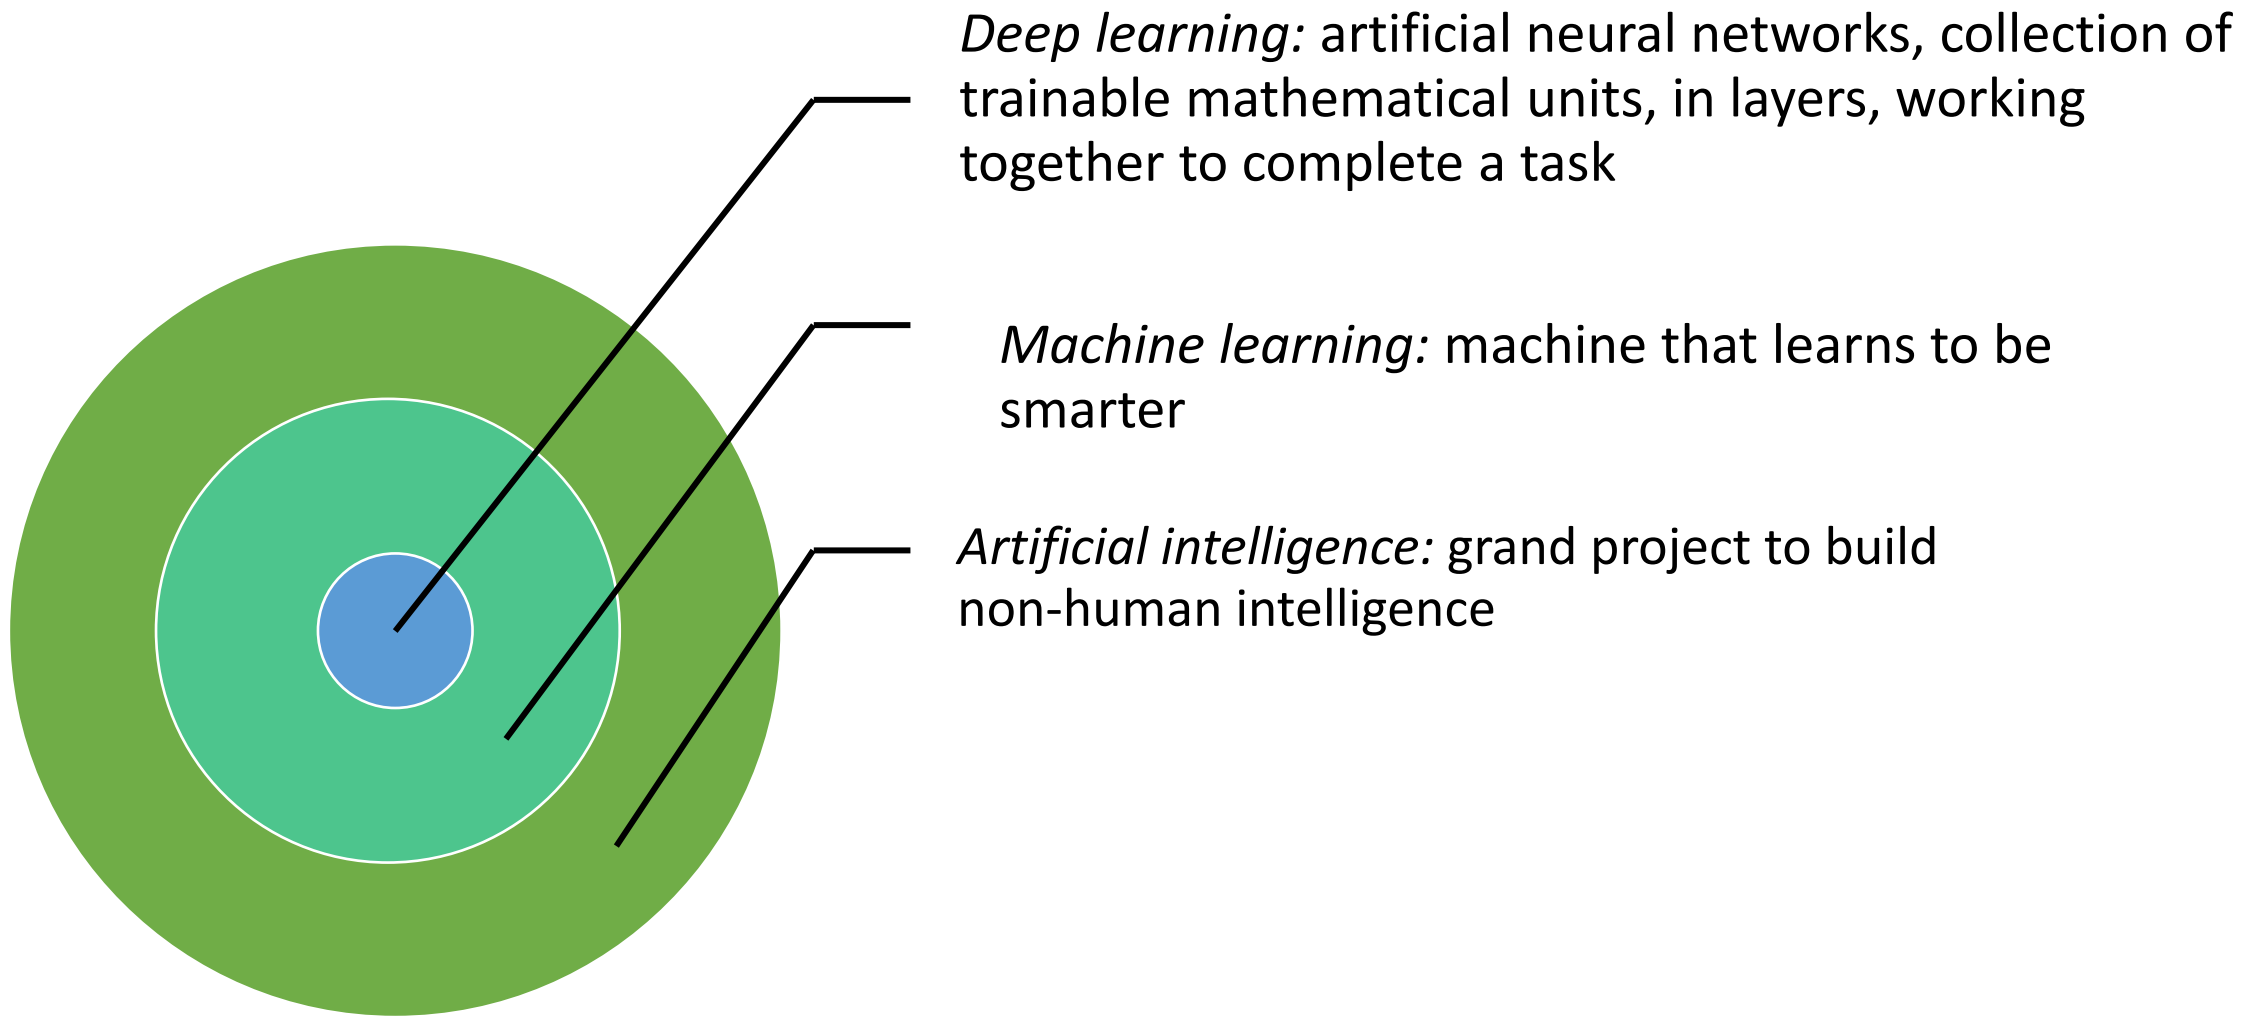 Deep learning: artificial neural networks, collection of
trainable mathematical units, in layers, working
together to complete a task
Machine learning: machine that learns to be
smarter
Artificial intelligence: grand project to build
non-human intelligence